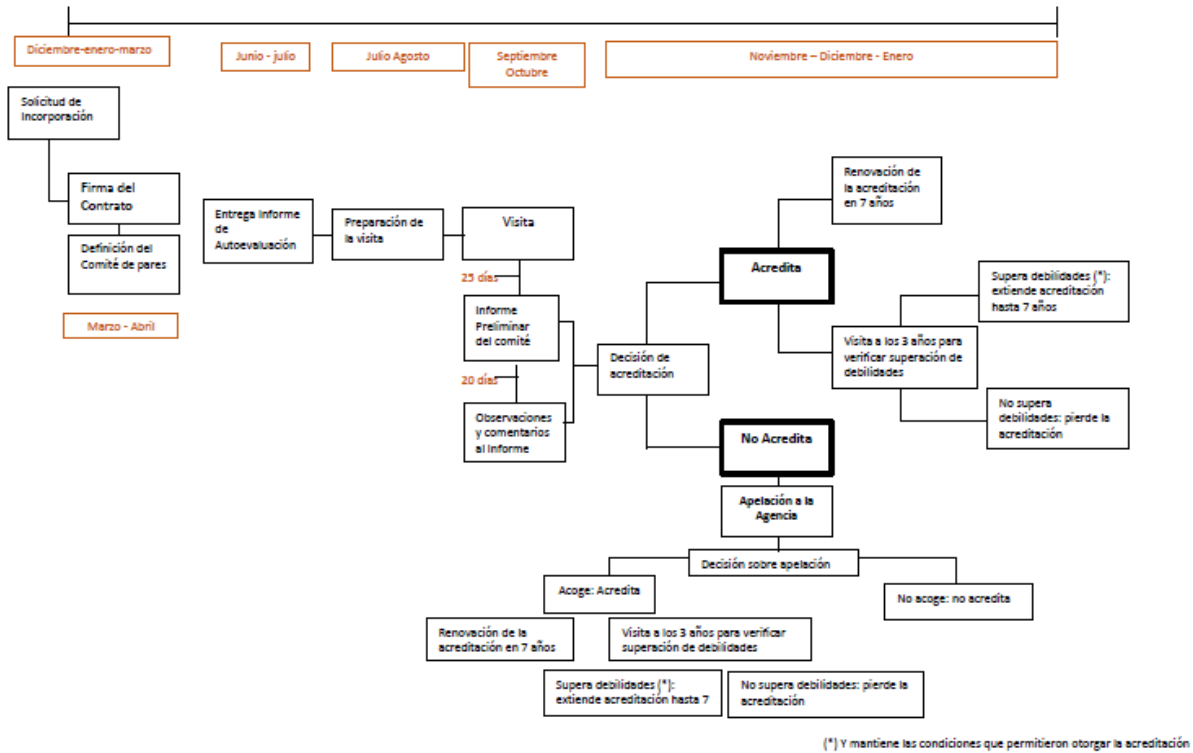 Diciembre-enero-marzo
Junio - julio
Julio Agosto
Septiembre
Octubre
Noviembre – Diciembre - Enero
Solicitud de
Incorporación
Firma del
Contrato
Definición del
Comité de pares
Marzo - Abril
Entrega Informe
de
Autoevaluación
Preparación de
la visita
Visita
25 días
Informe
Preliminar
del comité
20 días
Observaciones
y comentarios
al Informe
Decisión de
acreditación
Acredita
Renovación de
la acreditación
en 7 años
Visita a los 3 años para
verificar superación de
debilidades
Supera debilidades (*):
extiende acreditación
hasta 7 años
No supera
debilidades: pierde la
acreditación
No Acredita
Apelación a la
Agencia
Decisión sobre apelación
Acoge: Acredita
No acoge: no acredita
Renovación de la
acreditación en 7 años
Visita a los 3 años para verificar
superación de debilidades
Supera debilidades (*):
extiende acreditación hasta 7
No supera debilidades: pierde la
acreditación
(*) Y mantiene las condiciones que permitieron otorgar la acreditación